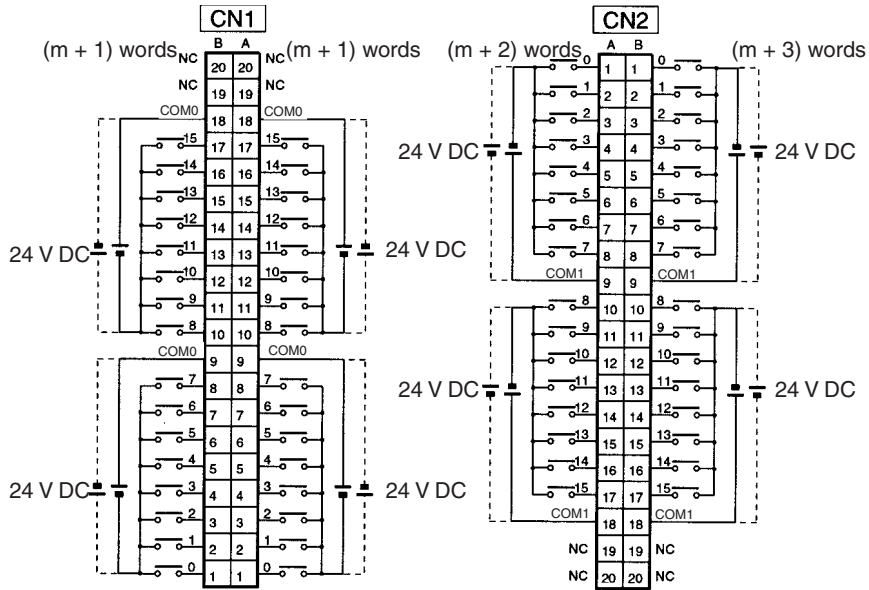 CN1
B A
(m + 1) words (m + 1) words
NC 20 20 NC
NC 19 19 NC
COM0 18 18 COM0
15 17 17 15
14 16 16 14
13 15 15 13
12 14 14 12
24 V DC 11 13 13 11 24 V DC
10 12 12 10
9 11 11 9
8 10 10 8
COM0 9 9 COM0
7 8 8 7
6 7 7 6
5 6 6 5
4 5 5 4
24 V DC 3 4 4 3 24 V DC
2 3 3 2
1 2 2 1
0 1 1 0
CN2
A B
(m + 2) words (m + 3) words
0 1 1 0
1 2 2 1
2 3 3 2
24 V DC 3 4 4 3 24 V DC
4 5 5 4
5 6 6 5
6 7 7 6
7 8 8 7
COM1 9 9 COM1
8 10 10 8
9 11 11 9
10 12 12 10
24 V DC 11 13 13 11 24 V DC
12 14 14 12
13 15 15 13
14 16 16 14
15 17 17 15
COM1 18 18 COM1
NC 19 19 NC
NC 20 20 NC